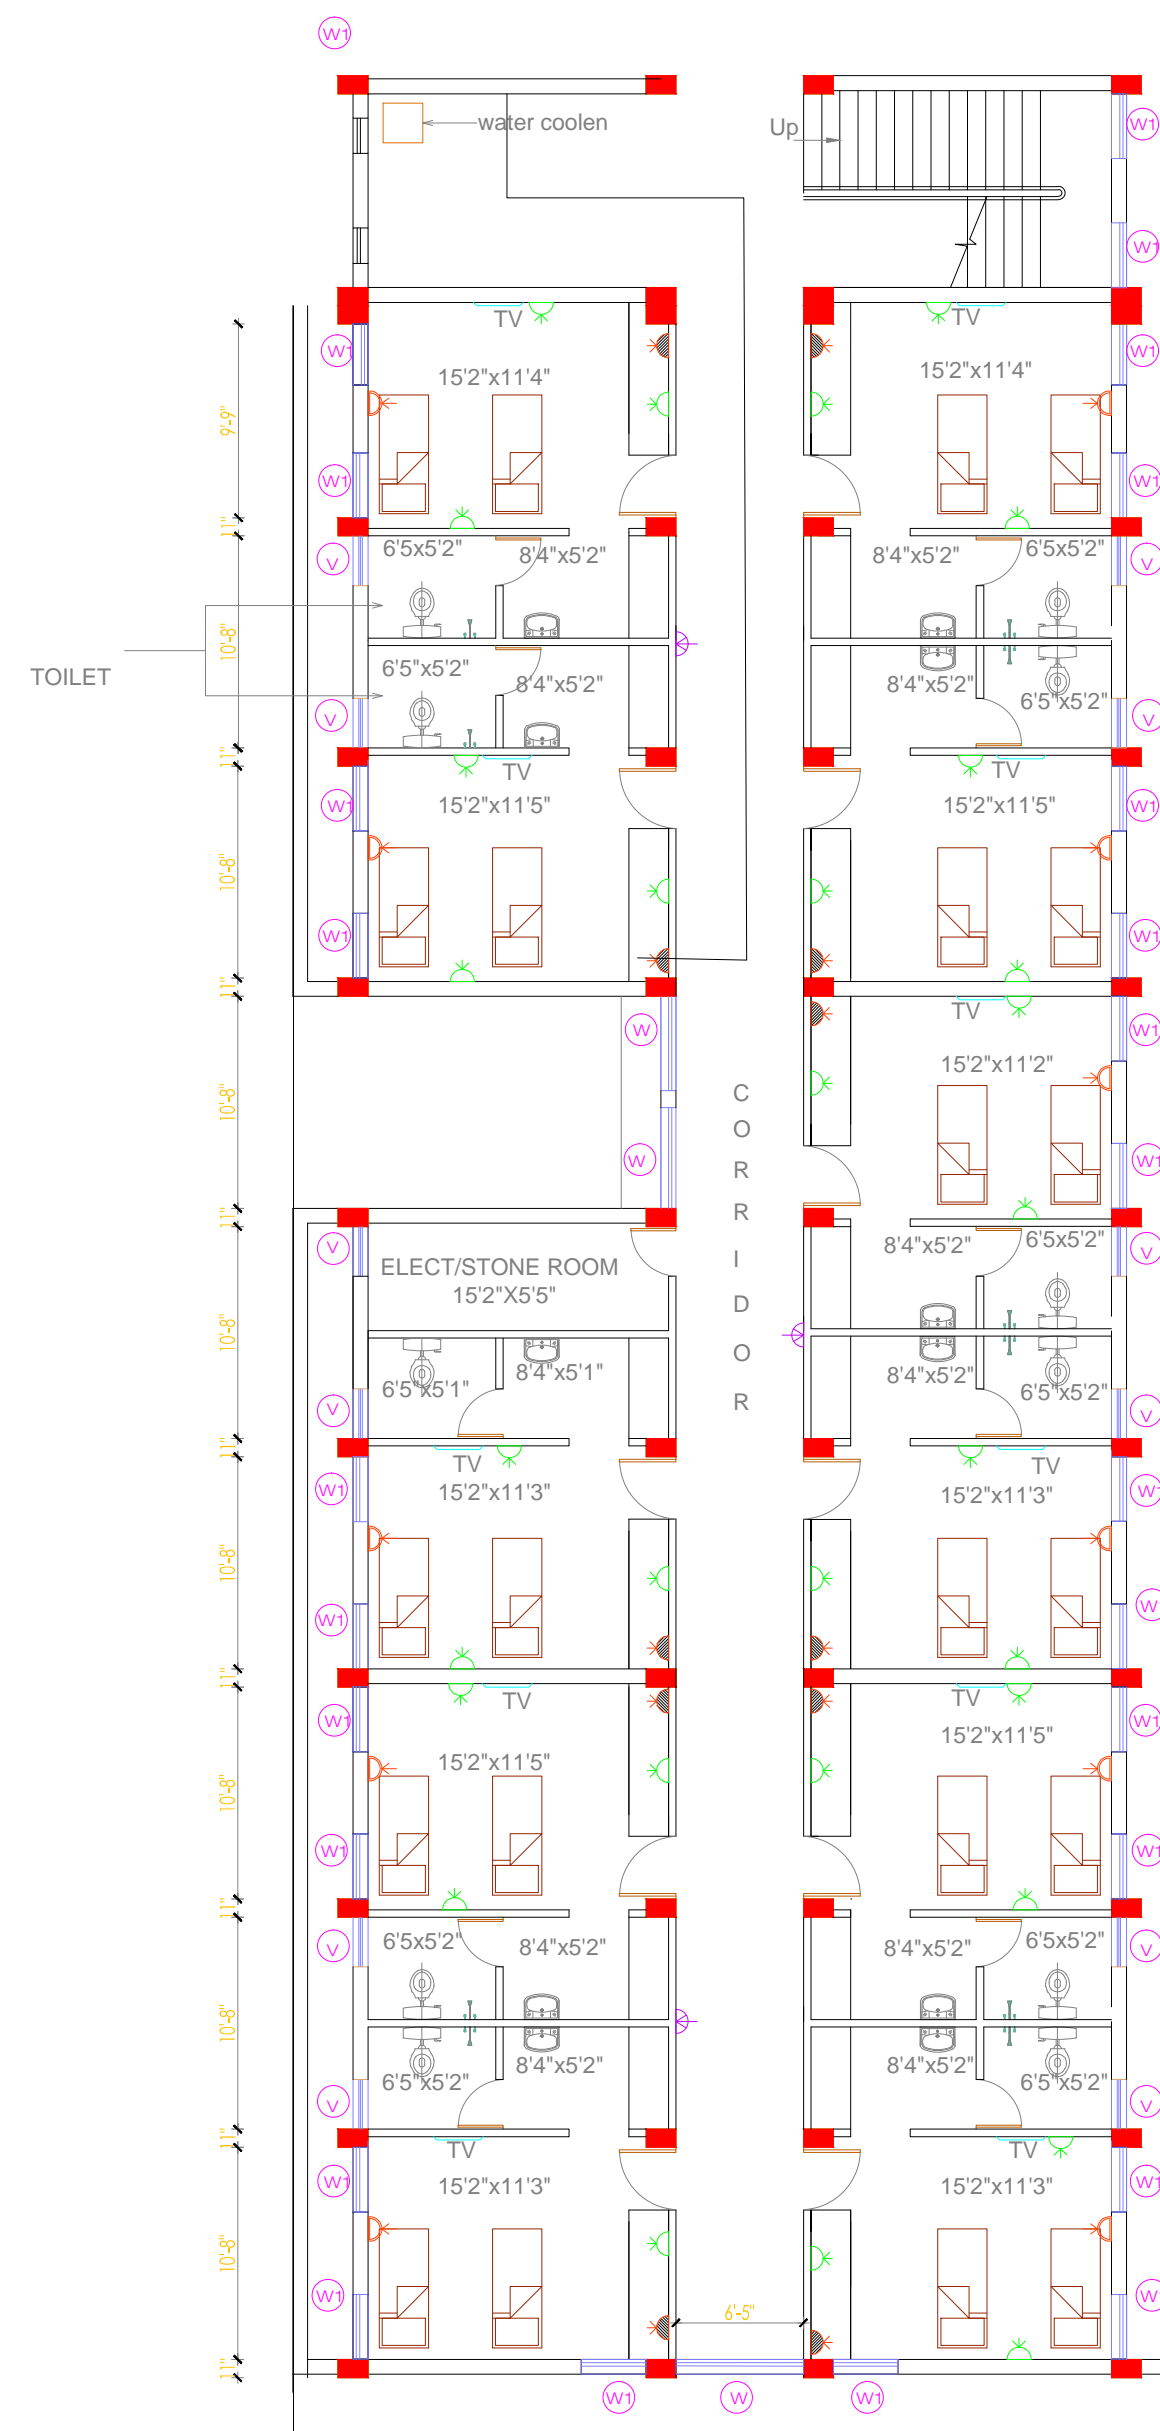 W1
water coolen
Up
W1
W1
TV
TV
W1
W1
15'2"x11'4"
15'2"x11'4"
9'-9"
W1
W1
11"
6'5x5'2"
8'4"x5'2"
8'4"x5'2"
6'5x5'2"
V
V
10'-8"
TOILET
6'5"x5'2"
8'4"x5'2"
8'4"x5'2"
6'5"x5'2"
V
V
11"
TV
TV
W1
15'2"x11'5"
15'2"x11'5"
W1
10'-8"
W1
W1
11"
TV
W
W1
15'2"x11'2"
10'-8"
C
O
R
R
I
D
O
R
W
W1
11"
V
8'4"x5'2"
6'5x5'2"
V
ELECT/STONE ROOM
15'2"X5'5"
10'-8"
6'5"x5'1"
8'4"x5'1"
8'4"x5'2"
6'5"x5'2"
V
V
11"
TV
TV
W1
15'2"x11'3"
15'2"x11'3"
W1
10'-8"
W1
W1
11"
TV
TV
W1
W1
15'2"x11'5"
15'2"x11'5"
10'-8"
W1
W1
11"
V
6'5x5'2"
8'4"x5'2"
8'4"x5'2"
6'5x5'2"
V
10'-8"
6'5"x5'2"
8'4"x5'2"
8'4"x5'2"
6'5"x5'2"
V
V
11"
TV
TV
W1
15'2"x11'3"
15'2"x11'3"
W1
10'-8"
W1
W1
6'-5"
11"
W1
W
W1